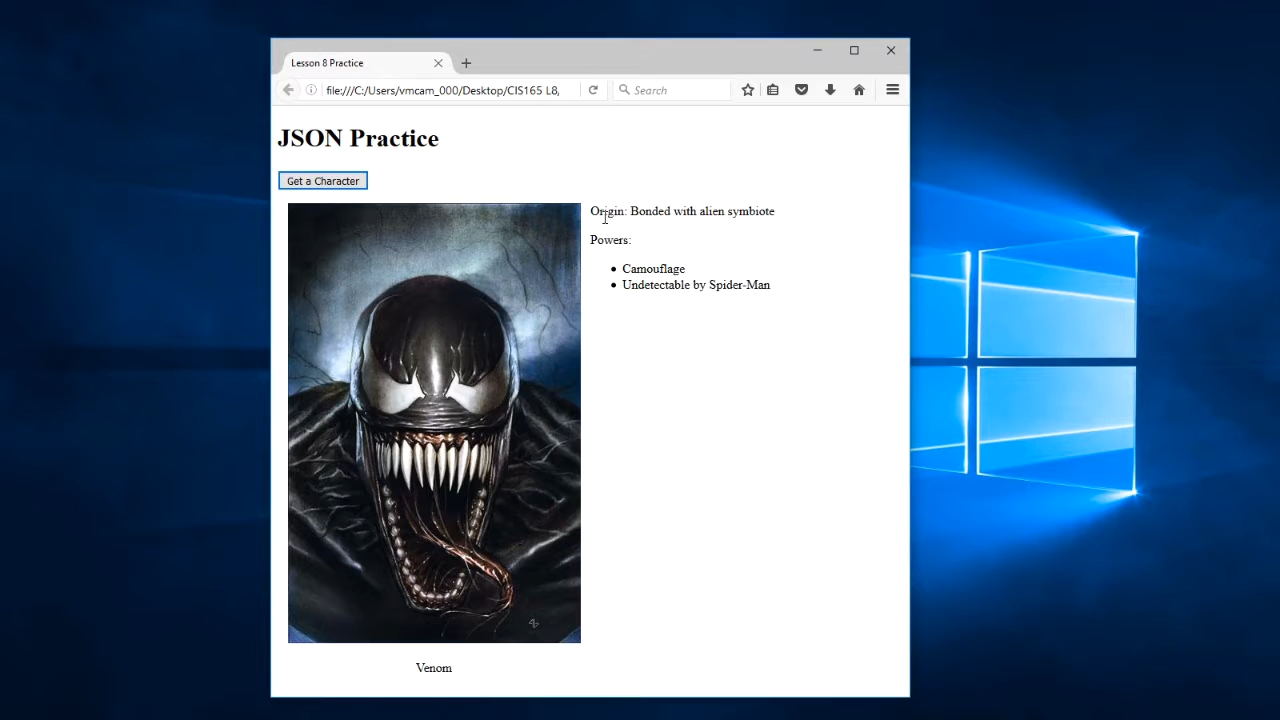 Lesson 8 Practice
file:///C:/Users/vmcam_000/Desktop/CIS165 L8,
Search
JSON Practice
Get a Character
Origin: Bonded with alien symbiote
Powers:
Camouflage
Undetectable by Spider-Man
Venom